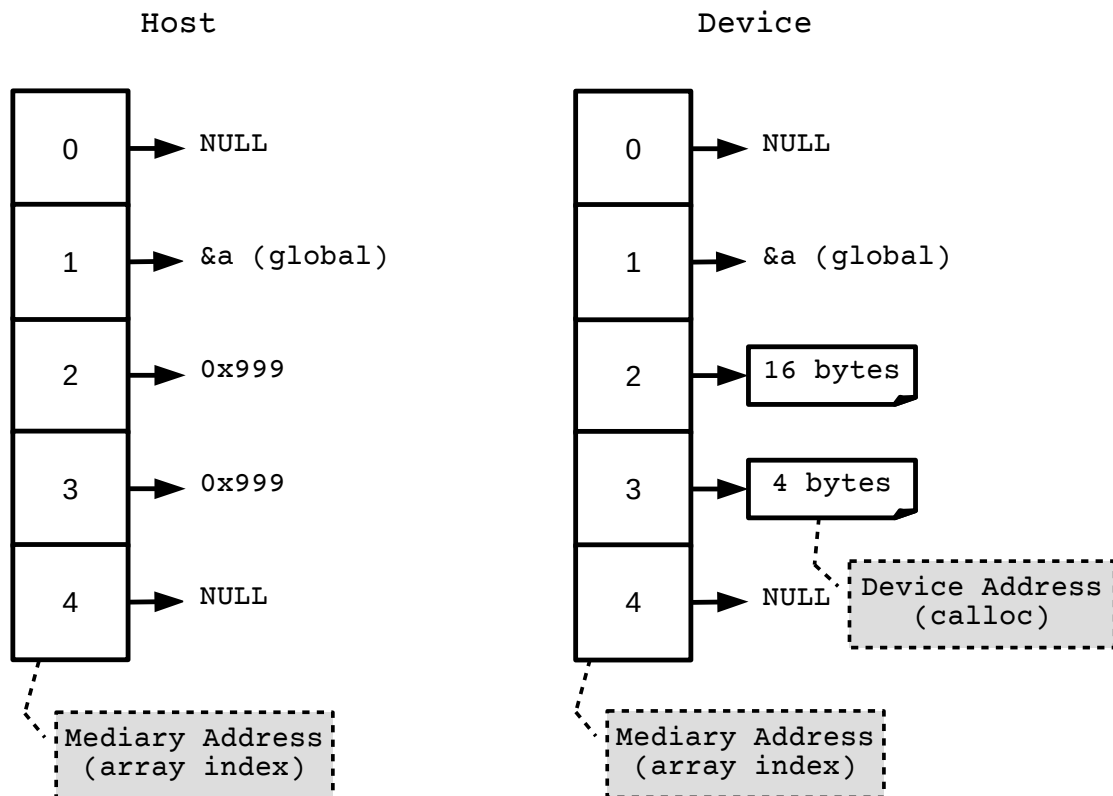 Host
0
NULL
1
&a (global)
2
0x999
3
0x999
4
NULL
Mediary Address
(array index)
Device
0
NULL
1
&a (global)
2
16 bytes
3
4 bytes
4
NULL
Device Address
(calloc)
Mediary Address
(array index)